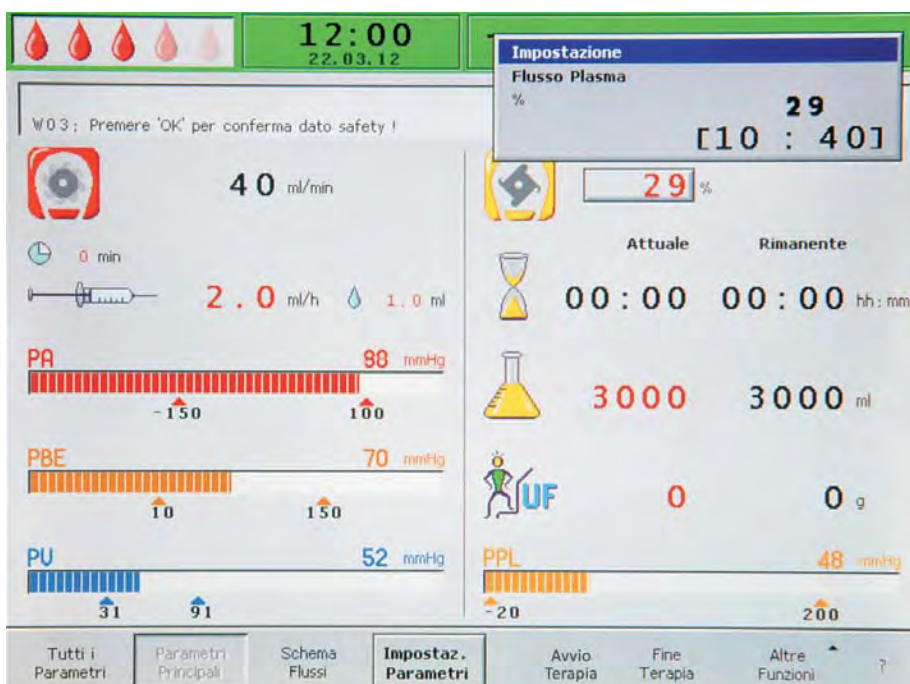 12:00
22.03.12
Impostazione
Flusso Plasma
%
29
[10 : 40]
W03: Premere 'OK' per conferma dato safety !
40 ml/min
29 %
0 min
Attuale Rimanente
2.0 ml/h 1.0 ml
00:00 00:00 hh:mm
PA 98 mmHg
-150 100
3000 3000 ml
PBE 70 mmHg
10 150
UF 0 0 g
PV 52 mmHg
31 91
PPL 48 mmHg
-20 200
Tutti i Parametri
Parametri Principali
Schema Flussi
Impostaz. Parametri
Avvio Terapia
Fine Terapia
Altre Funzioni
?